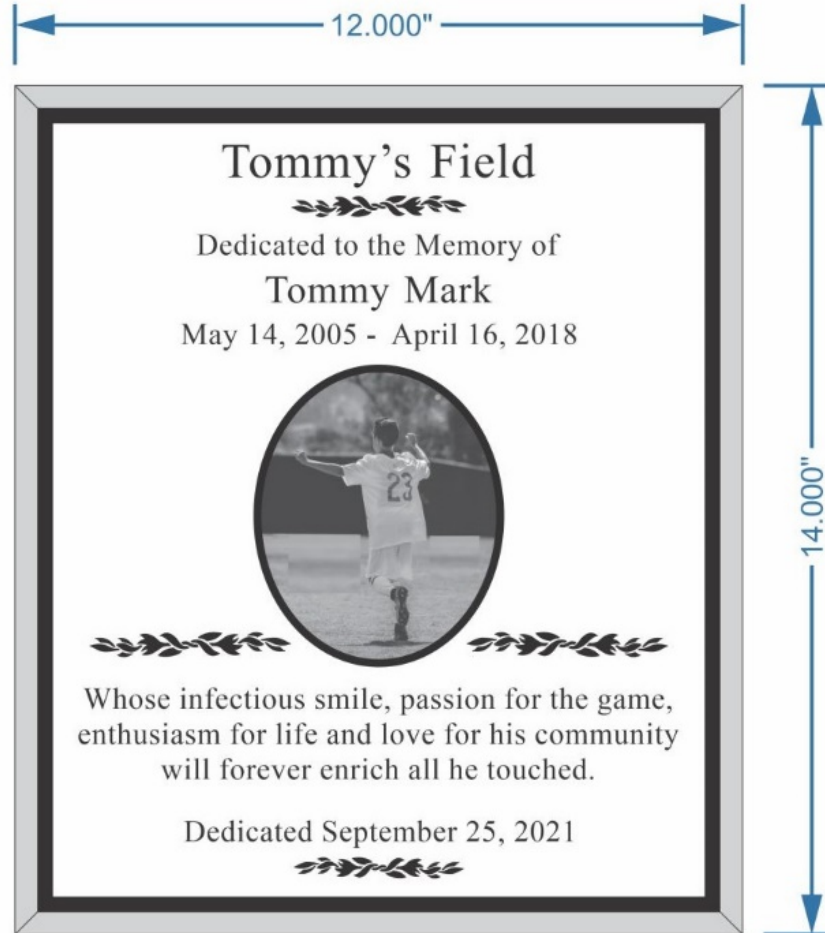 12.000"
Tommy’s Field
Dedicated to the Memory of
Tommy Mark
May 14, 2005 - April 16, 2018
23
14.000"
Whose infectious smile, passion for the game,
enthusiasm for life and love for his community
will forever enrich all he touched.
Dedicated September 25, 2021